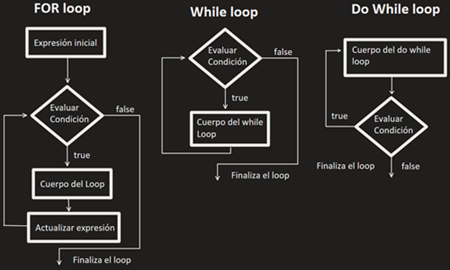 FOR loop
Expresión inicial
Evaluar
Condición
false
true
Cuerpo del Loop
Actualizar expresión
Finaliza el loop
While loop
Evaluar
Condición
false
true
Cuerpo del while
Loop
Finaliza el loop
Do While loop
Cuerpo del do while
loop
true
Evaluar
Condición
Finaliza el loop
false